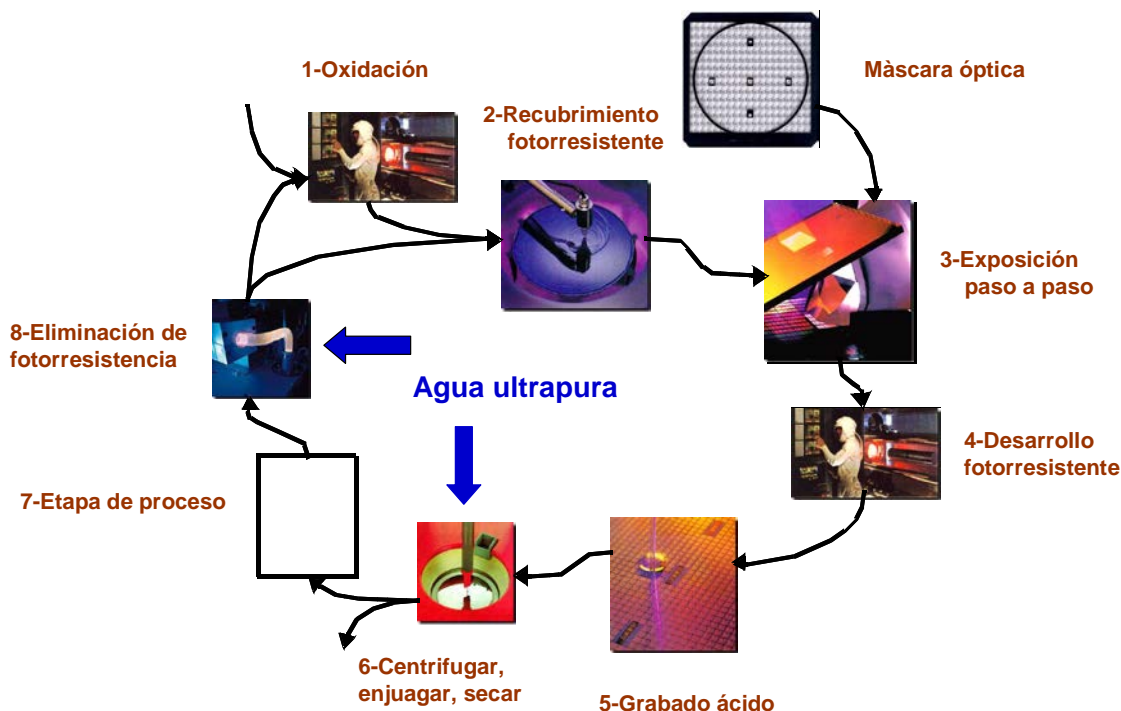 1-Oxidación
2-Recubrimiento
fotorresistente
Màscara óptica
3-Exposición
paso a paso
4-Desarrollo
fotorresistente
5-Grabado ácido
6-Centrifugar,
enjuagar, secar
7-Etapa de proceso
8-Eliminación de
fotorresistencia
Agua ultrapura